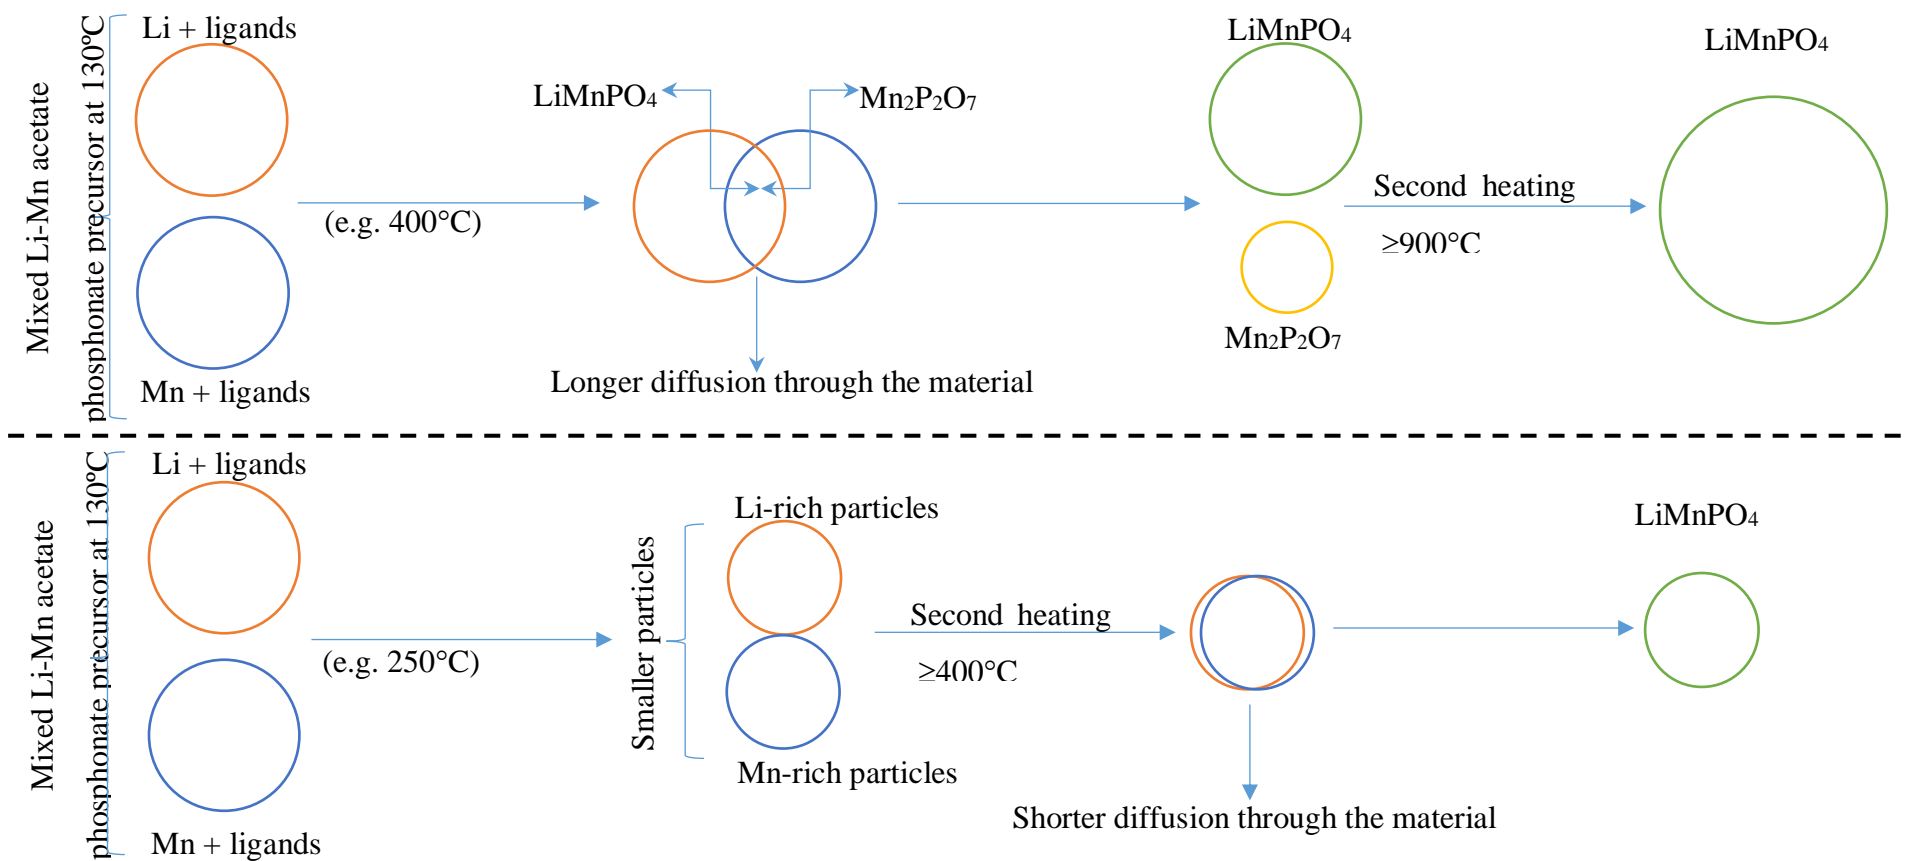 Mixed Li-Mn acetate
phosphonate precursor at 130ºC
Li + ligands
Mn + ligands
(e.g. 400°C)
LiMnPO₄
Mn₂P₂O₇
Longer diffusion through the material
LiMnPO₄
Mn₂P₂O₇
Second heating
≥900°C
LiMnPO₄
Mixed Li-Mn acetate
phosphonate precursor at 130ºC
Li + ligands
Mn + ligands
(e.g. 250°C)
Smaller particles
Li-rich particles
Mn-rich particles
Second heating
≥400°C
Shorter diffusion through the material
LiMnPO₄